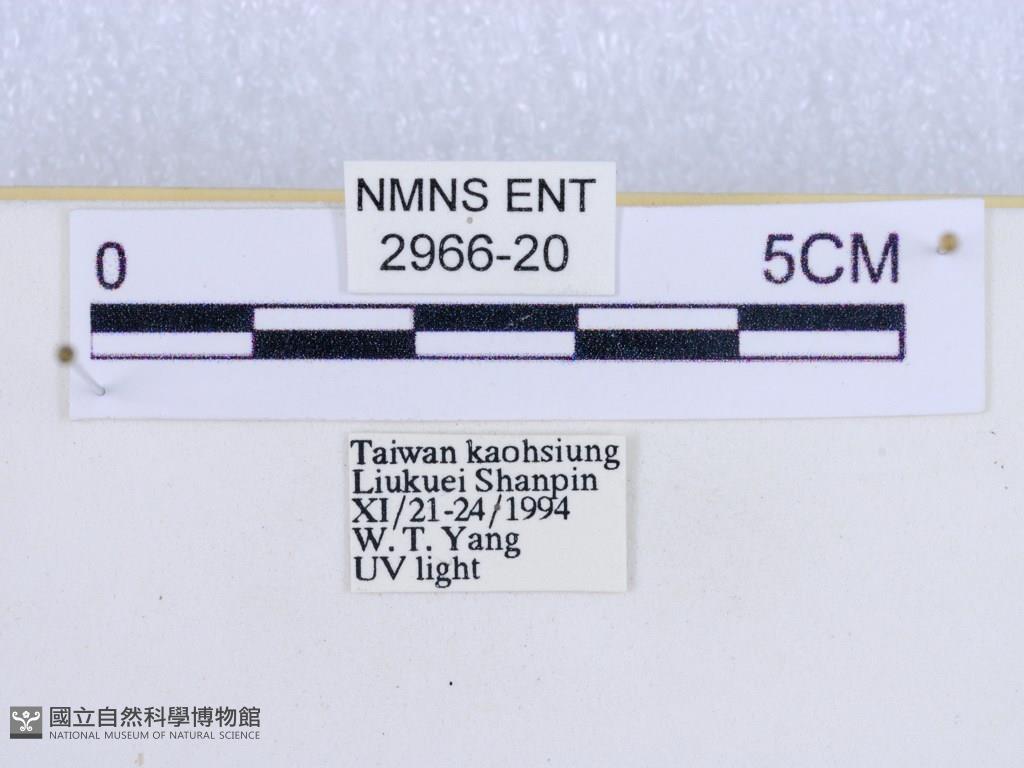 NMNS ENT
2966-20
0
5CM
Taiwan kaohsiung
Liukuei Shanpin
XI/21-24/1994
W. T. Yang
UV light
國立自然科學博物館
NATIONAL MUSEUM OF NATURAL SCIENCE